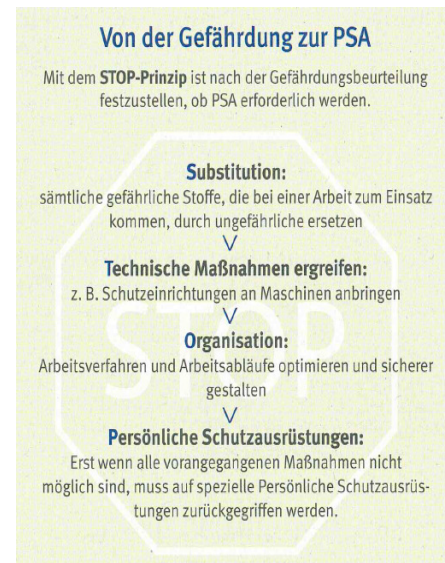 Von der Gefährdung zur PSA
Mit dem STOP-Prinzip ist nach der Gefährdungsbeurteilung
festzustellen, ob PSA erforderlich werden.
Substitution:
sämtliche gefährliche Stoffe, die bei einer Arbeit zum Einsatz
kommen, durch ungefährliche ersetzen
Technische Maßnahmen ergreifen:
z. B. Schutzeinrichtungen an Maschinen anbringen
STOP
Organisation:
Arbeitsverfahren und Arbeitsabläufe optimieren und sicherer
gestalten
Persönliche Schutzausrüstungen:
Erst wenn alle vorangegangenen Maßnahmen nicht
möglich sind, muss auf spezielle Persönliche Schutzausrüs-
tungen zurückgegriffen werden.